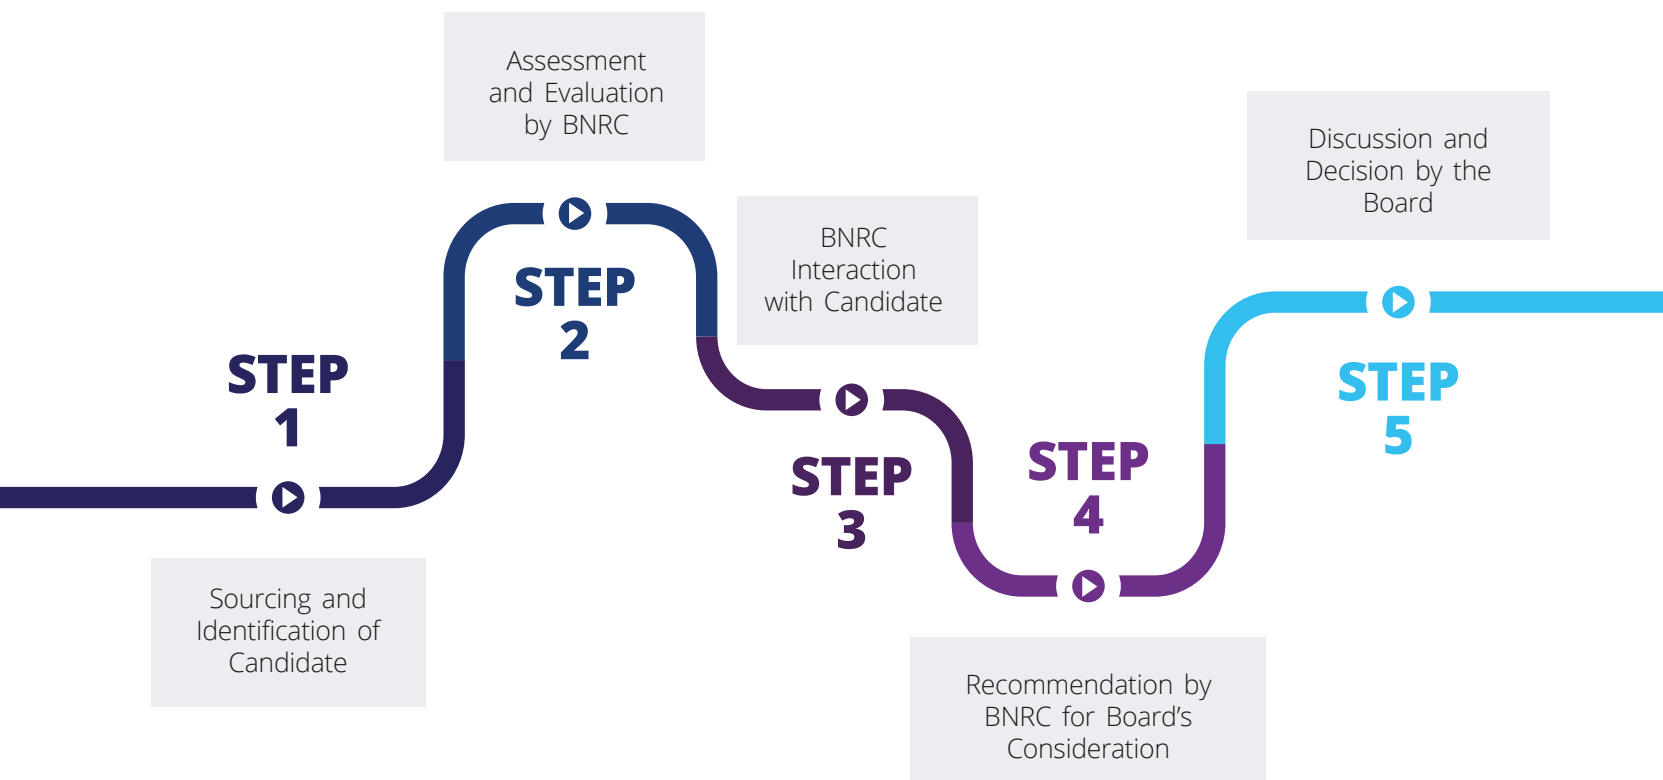 STEP
1
Sourcing and
Identification of
Candidate
Assessment
and Evaluation
by BNRC
STEP
2
BNRC
Interaction
with Candidate
STEP
3
STEP
4
Recommendation by
BNRC for Board’s
Consideration
Discussion and
Decision by the
Board
STEP
5